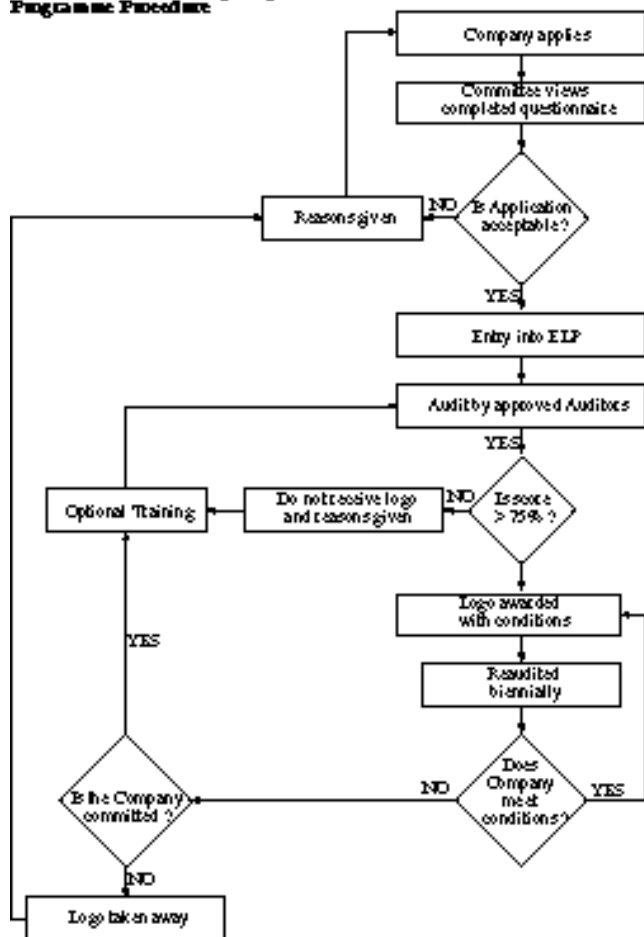 Programme Procedure
Company applies
Committee views
completed questionnaire
Is Application
acceptable?
NO
Reasons given
YES
Entry into ELP
Audit by approved Auditors
YES
Is score
> 75% ?
NO
Do not receive logo
and reasons given
Optional Training
Logo awarded
with conditions
Reaudited
biennially
YES
Does
Company
meet
conditions?
NO
YES
Is the Company
committed ?
NO
Logo taken away